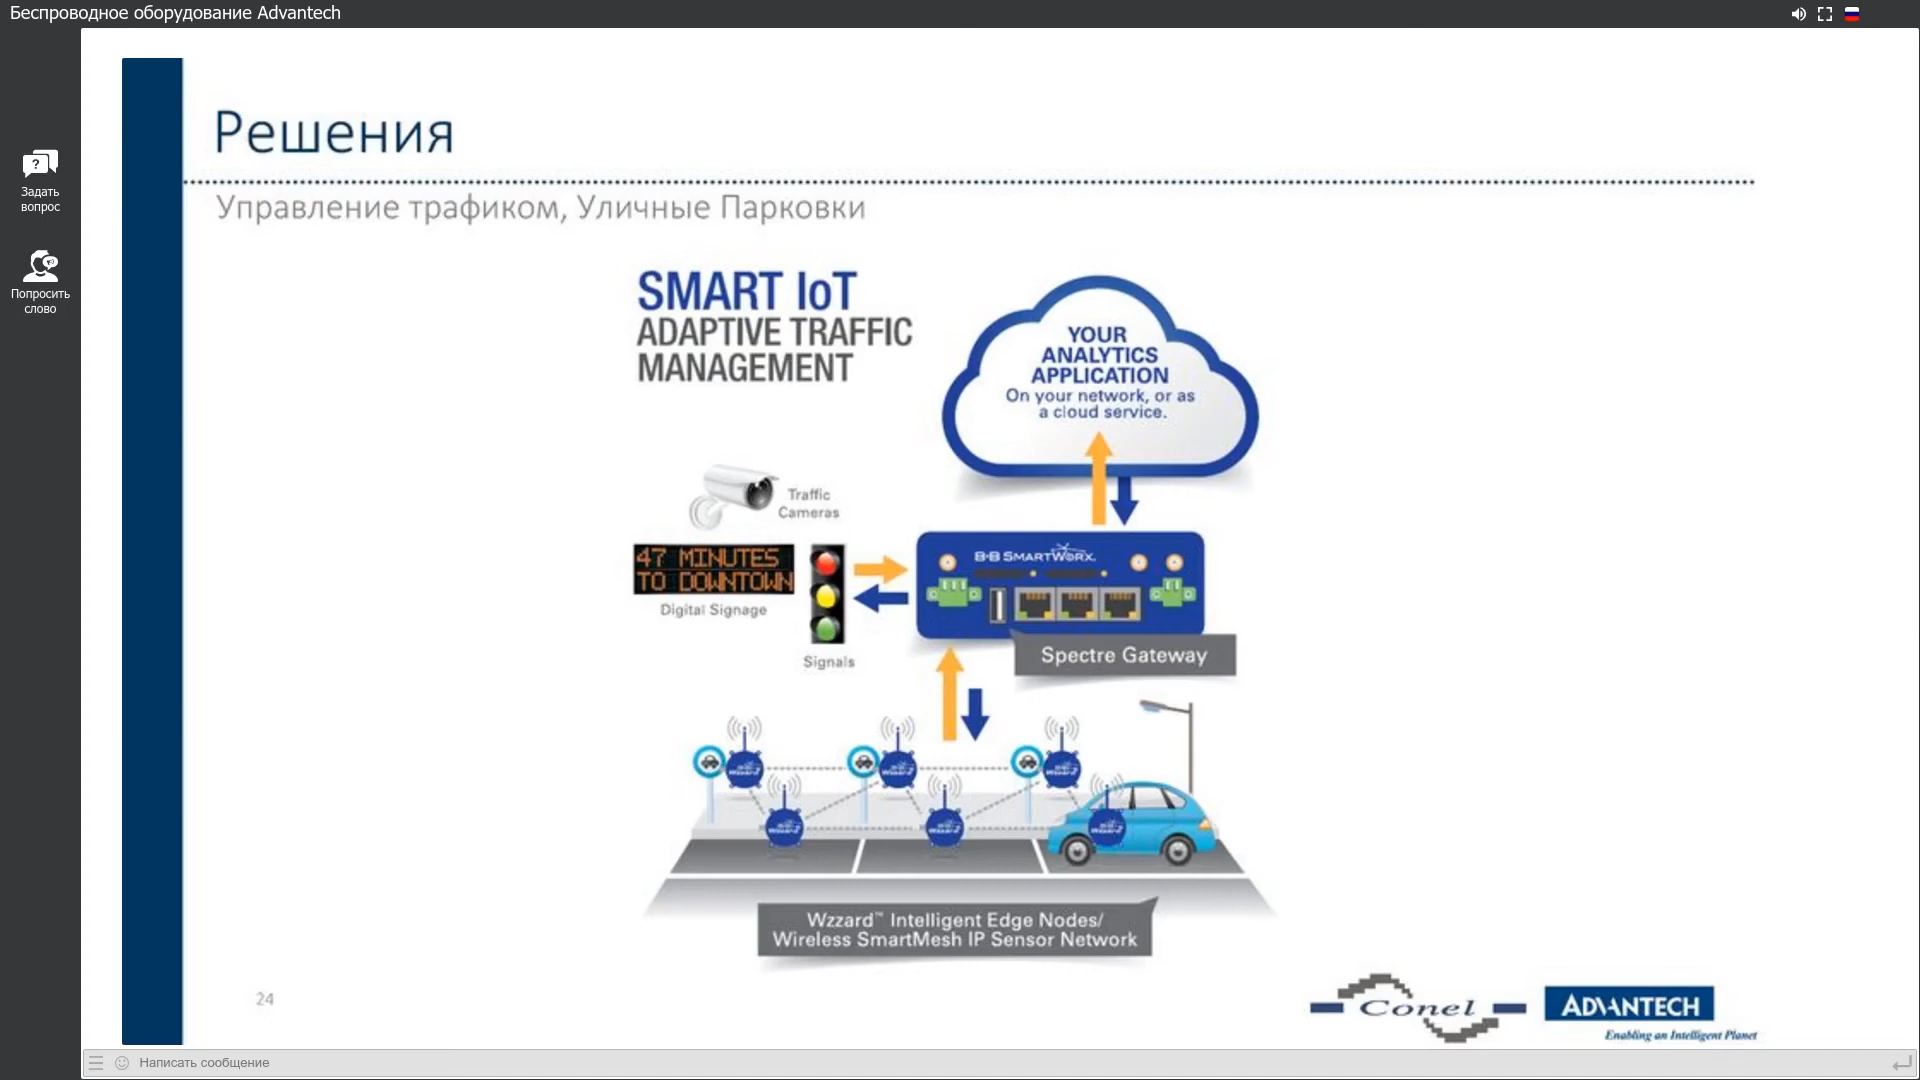 Беспроводное оборудование Advantech
Задать
вопрос
Попросить
слово
Решения
Управление трафиком, Уличные Парковки
SMART IoT
ADAPTIVE TRAFFIC
MANAGEMENT
YOUR
ANALYTICS
APPLICATION
On your network, or as
a cloud service.
Traffic
Cameras
47 MINUTES
TO DOWNTOWN
Digital Signage
Signals
B+B SMARTWORX
Spectre Gateway
Wzzard™ Intelligent Edge Nodes/
Wireless SmartMesh IP Sensor Network
24
Conel
ADVANTECH
Enabling an Intelligent Planet
Написать сообщение